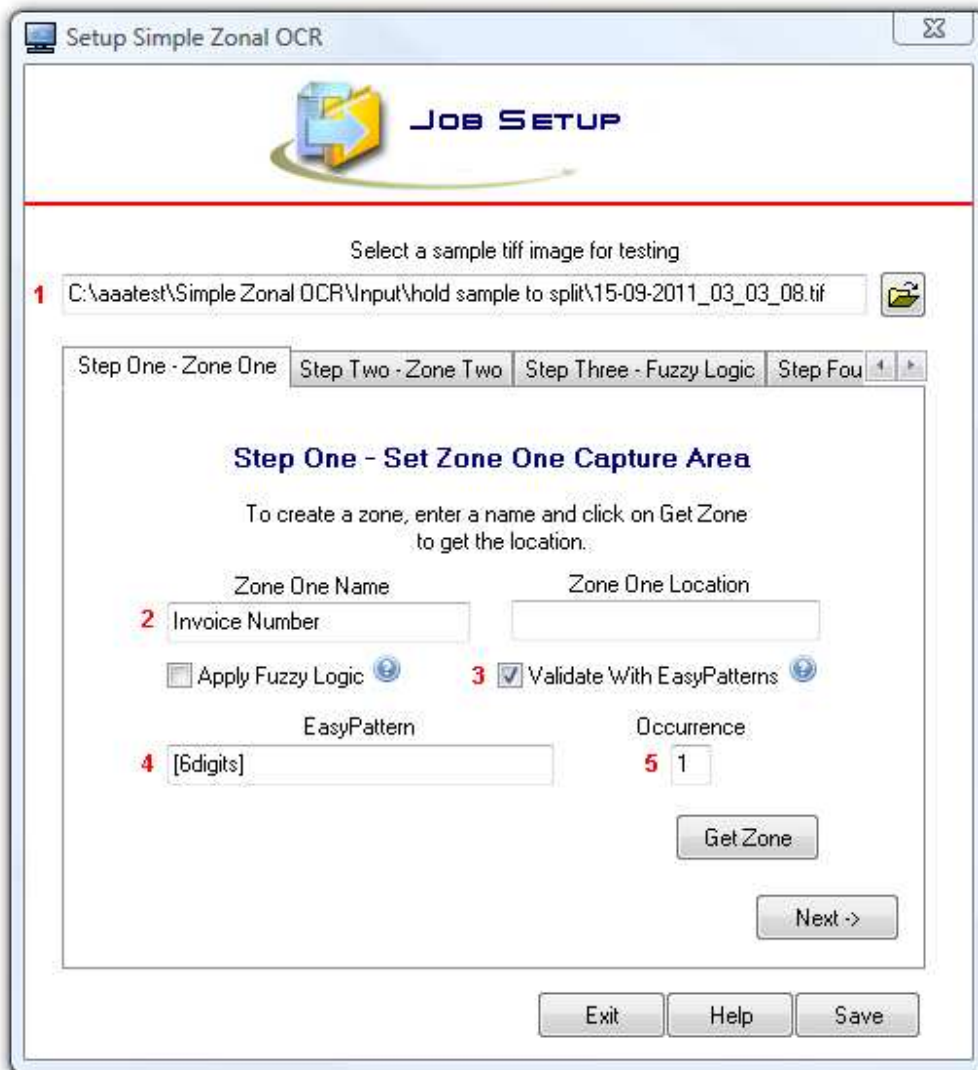 Setup Simple Zonal OCR
JOB SETUP
Select a sample tiff image for testing
1 C:\aaatest\Simple Zonal OCR\Input\hold sample to split\15-09-2011_03_03_08.tif
Step One - Zone One Step Two - Zone Two Step Three - Fuzzy Logic Step Fou
Step One - Set Zone One Capture Area
To create a zone, enter a name and click on Get Zone
to get the location.
Zone One Name Zone One Location
2 Invoice Number
Apply Fuzzy Logic ? 3 Validate With EasyPatterns ?
EasyPattern Occurrence
4 [6digits] 5 1
Get Zone
Next ->
Exit Help Save